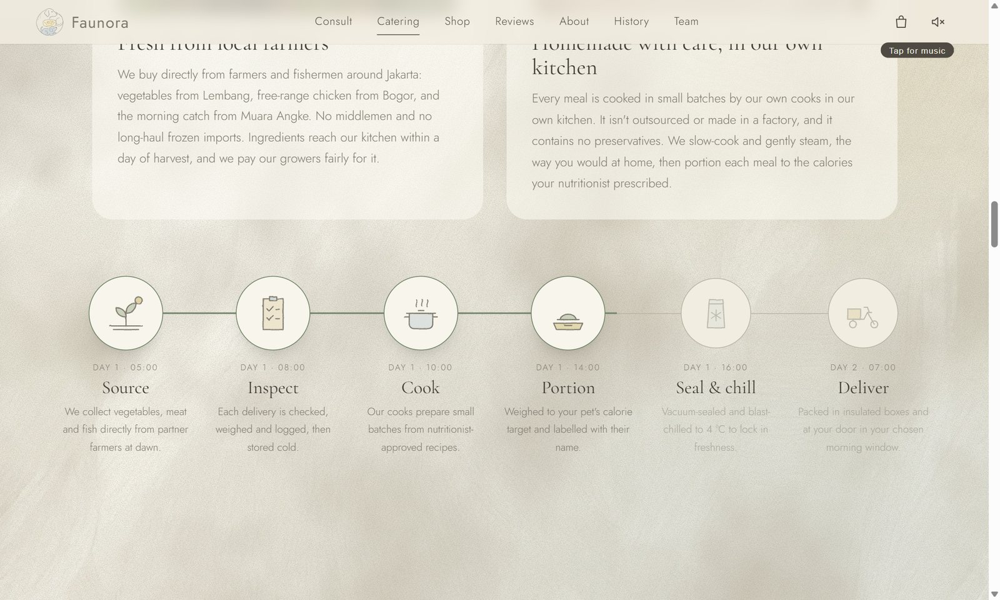 Faunora
Consult Catering Shop Reviews About History Team
Tap for music
Fresh from local farmers
We buy directly from farmers and fishermen around Jakarta:
vegetables from Lembang, free-range chicken from Bogor, and
the morning catch from Muara Angke. No middlemen and no
long-haul frozen imports. Ingredients reach our kitchen within a
day of harvest, and we pay our growers fairly for it.
Homemade with care, in our own
kitchen
Every meal is cooked in small batches by our own cooks in our
own kitchen. It isn't outsourced or made in a factory, and it
contains no preservatives. We slow-cook and gently steam, the
way you would at home, then portion each meal to the calories
your nutritionist prescribed.
DAY 1 · 05:00
Source
We collect vegetables, meat
and fish directly from partner
farmers at dawn.
DAY 1 · 08:00
Inspect
Each delivery is checked,
weighed and logged, then
stored cold.
DAY 1 · 10:00
Cook
Our cooks prepare small
batches from nutritionist-
approved recipes.
DAY 1 · 14:00
Portion
Weighed to your pet's calorie
target and labelled with their
name.
DAY 1 · 16:00
Seal & chill
Vacuum-sealed and blast-
chilled to 4 °C to lock in
freshness.
DAY 2 · 07:00
Deliver
Packed in insulated boxes and
at your door in your chosen
morning window.